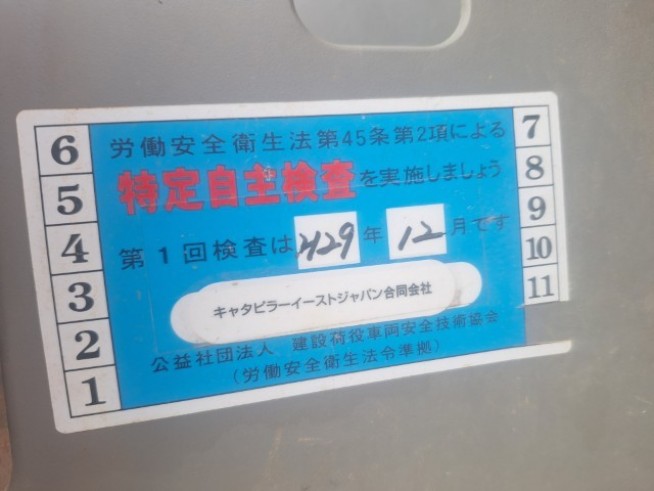 労働安全衛生法第45条第2項による
特定自主検査を実施しましょう
第1回検査は H29年 12月です
キャタピラーイーストジャパン合同会社
公益社団法人 建設荷役車両安全技術協会
(労働安全衛生法令準拠)
6
5
4
3
2
1
7
8
9
10
11